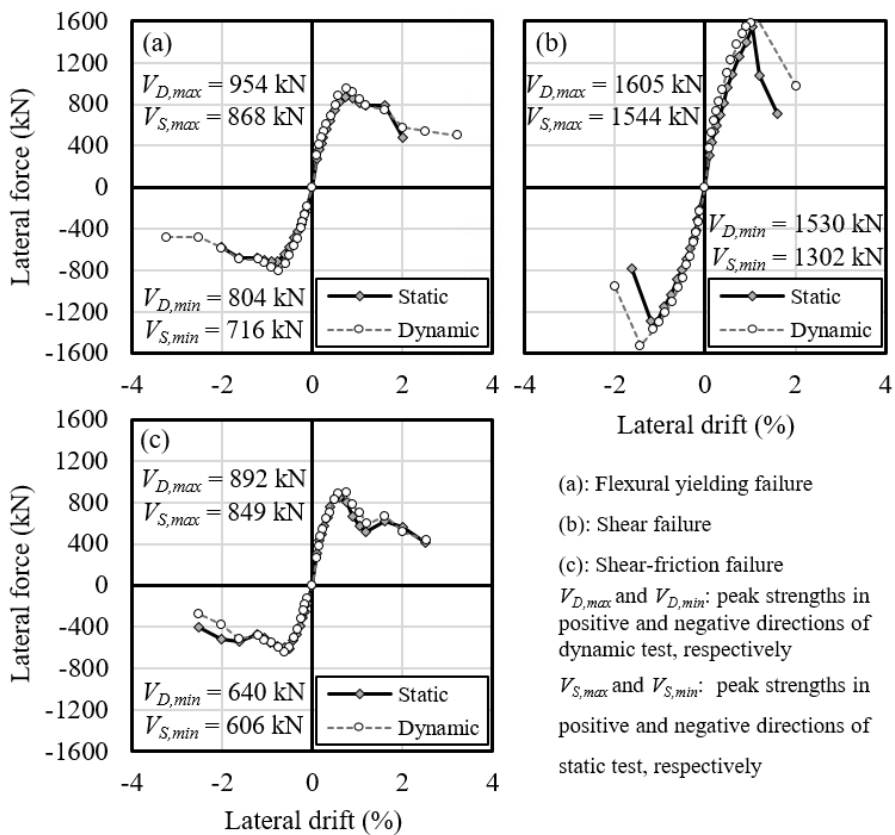 (a)
1600
1200
800
400
0
-400
-800
-1200
-1600
Lateral force (kN)
V_D,max = 954 kN
V_S,max = 868 kN
V_D,min = 804 kN
V_S,min = 716 kN
Static
Dynamic
-4 -2 0 2 4
(b)
V_D,max = 1605 kN
V_S,max = 1544 kN
V_D,min = 1530 kN
V_S,min = 1302 kN
Static
Dynamic
-4 -2 0 2 4
Lateral drift (%)
(c)
1600
1200
800
400
0
-400
-800
-1200
-1600
Lateral force (kN)
V_D,max = 892 kN
V_S,max = 849 kN
V_D,min = 640 kN
V_S,min = 606 kN
Static
Dynamic
-4 -2 0 2 4
Lateral drift (%)
(a): Flexural yielding failure
(b): Shear failure
(c): Shear-friction failure
V_D,max and V_D,min: peak strengths in
positive and negative directions of
dynamic test, respectively
V_S,max and V_S,min: peak strengths in
positive and negative directions of
static test, respectively